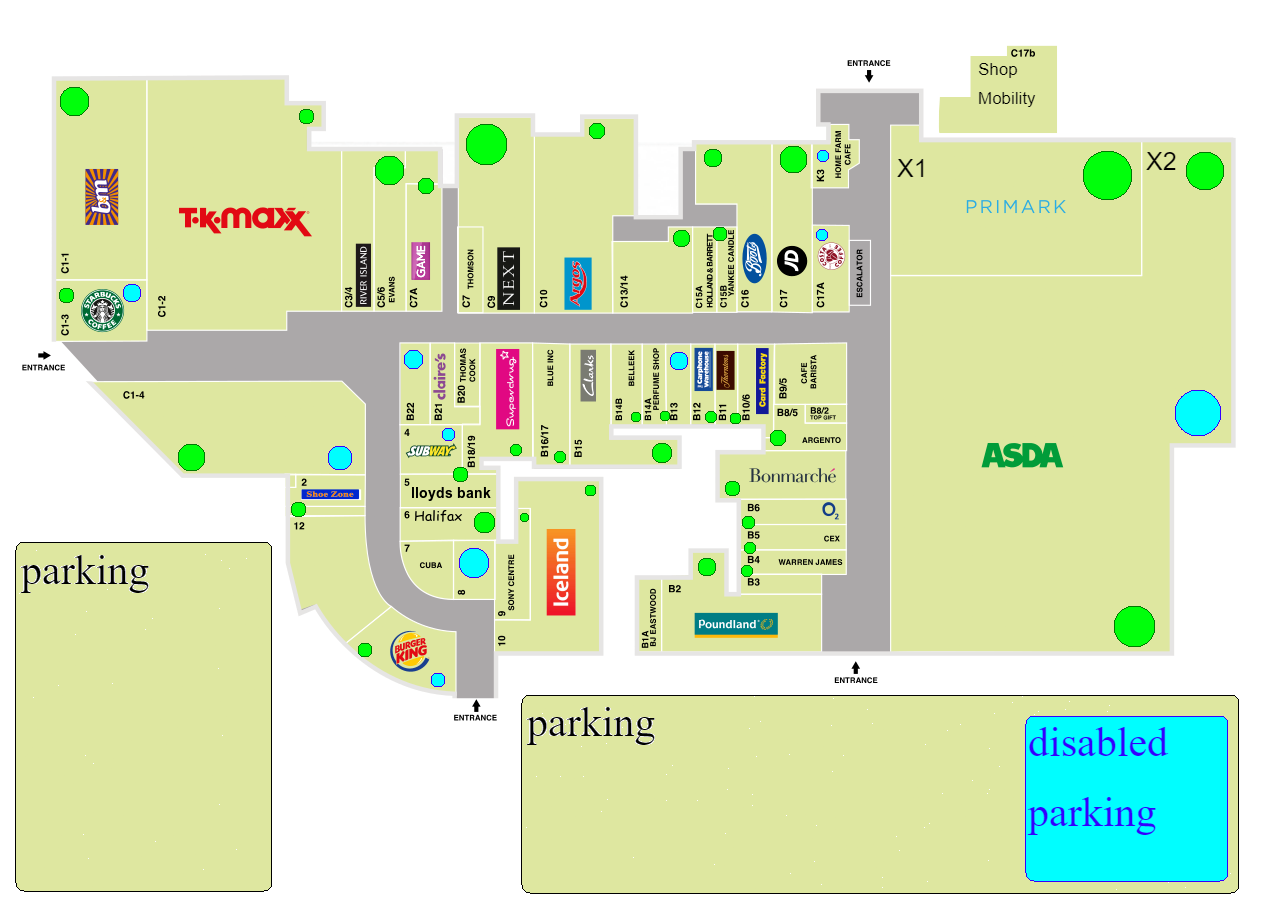 C17b
Shop
Mobility
ENTRANCE
bm
C1-1
T·K·maxx
C1-2
STARBUCKS
COFFEE
C1-3
C3/4
RIVER ISLAND
C5/6
EVANS
GAME
C7A
C7 THOMSON
NEXT
C9
C10
Argos
C13/14
C15A
HOLLAND & BARRETT
C15B
YANKEE CANDLE
Boots
C16
JD
C17
COSTA
C17A
K3
HOME FARM
CAFE
ESCALATOR
X1
PRIMARK
X2
ASDA
ENTRANCE
C1-4
B22
claire's
B21
B20 THOMAS
COOK
Superdrug
B18/19
BLUE INC
B16/17
Clarks
B15
BELLEEK
B14B
B14A
PERFUME SHOP
B13
The Carphone
Warehouse
B12
Thorntons
B11
Card Factory
B10/6
B9/5
CAFE
BARISTA
B8/5
B8/2
TOP GIFT
ARGENTO
4
SUBWAY
5
lloyds bank
6 Halifax
7
CUBA
8
Bonmarché
B6
O2
B5
CEX
B4
WARREN JAMES
B3
B2
Poundland
B1A
BJ EASTWOOD
2
Shoe Zone
12
SONY CENTRE
9
10
Iceland
BURGER
KING
ENTRANCE
ENTRANCE
parking
parking
disabled
parking